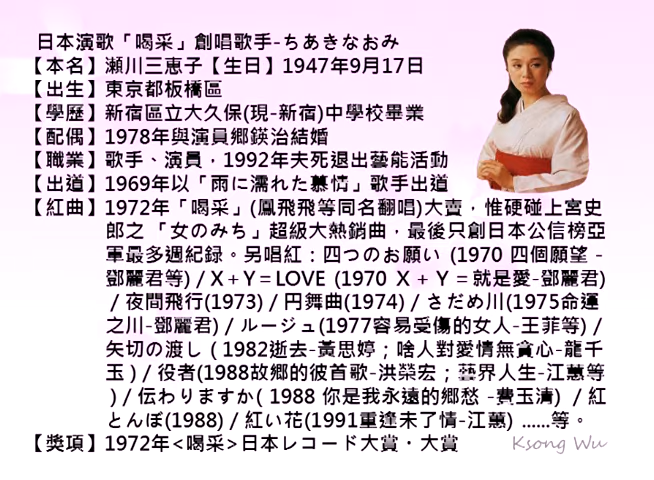 日本演歌「喝采」創唱歌手-ちあきなおみ
【本名】瀬川三恵子【生日】1947年9月17日
【出生】東京都板橋區
【學歷】新宿區立大久保(現-新宿)中學校畢業
【配偶】1978年與演員郷鍈治結婚
【職業】歌手、演員，1992年夫死退出藝能活動
【出道】1969年以「雨に濡れた慕情」歌手出道
【紅曲】1972年「喝采」(鳳飛飛等同名翻唱)大賣，惟硬碰上宮史
郎之「女のみち」超級大熱銷曲，最後只創日本公信榜亞
軍最多週紀録。另唱紅：四つのお願い (1970 四個願望 -
鄧麗君等) / X＋Y＝LOVE (1970 X + Y = 就是愛-鄧麗君)
/ 夜間飛行(1973) / 円舞曲(1974) / さだめ川(1975命運
之川-鄧麗君) / ルージュ(1977容易受傷的女人-王菲等) /
矢切の渡し ( 1982逝去-黃思婷；啥人對愛情無貪心-龍千
玉 ) / 役者(1988故鄉的彼首歌-洪榮宏；藝界人生-江蕙等
) / 伝わりますか( 1988 你是我永遠的鄉愁 -費玉清) / 紅
とんぼ(1988) / 紅い花(1991重逢未了情-江蕙) ......等。
【獎項】1972年<喝采>日本レコード大賞・大賞
Ksong Wu